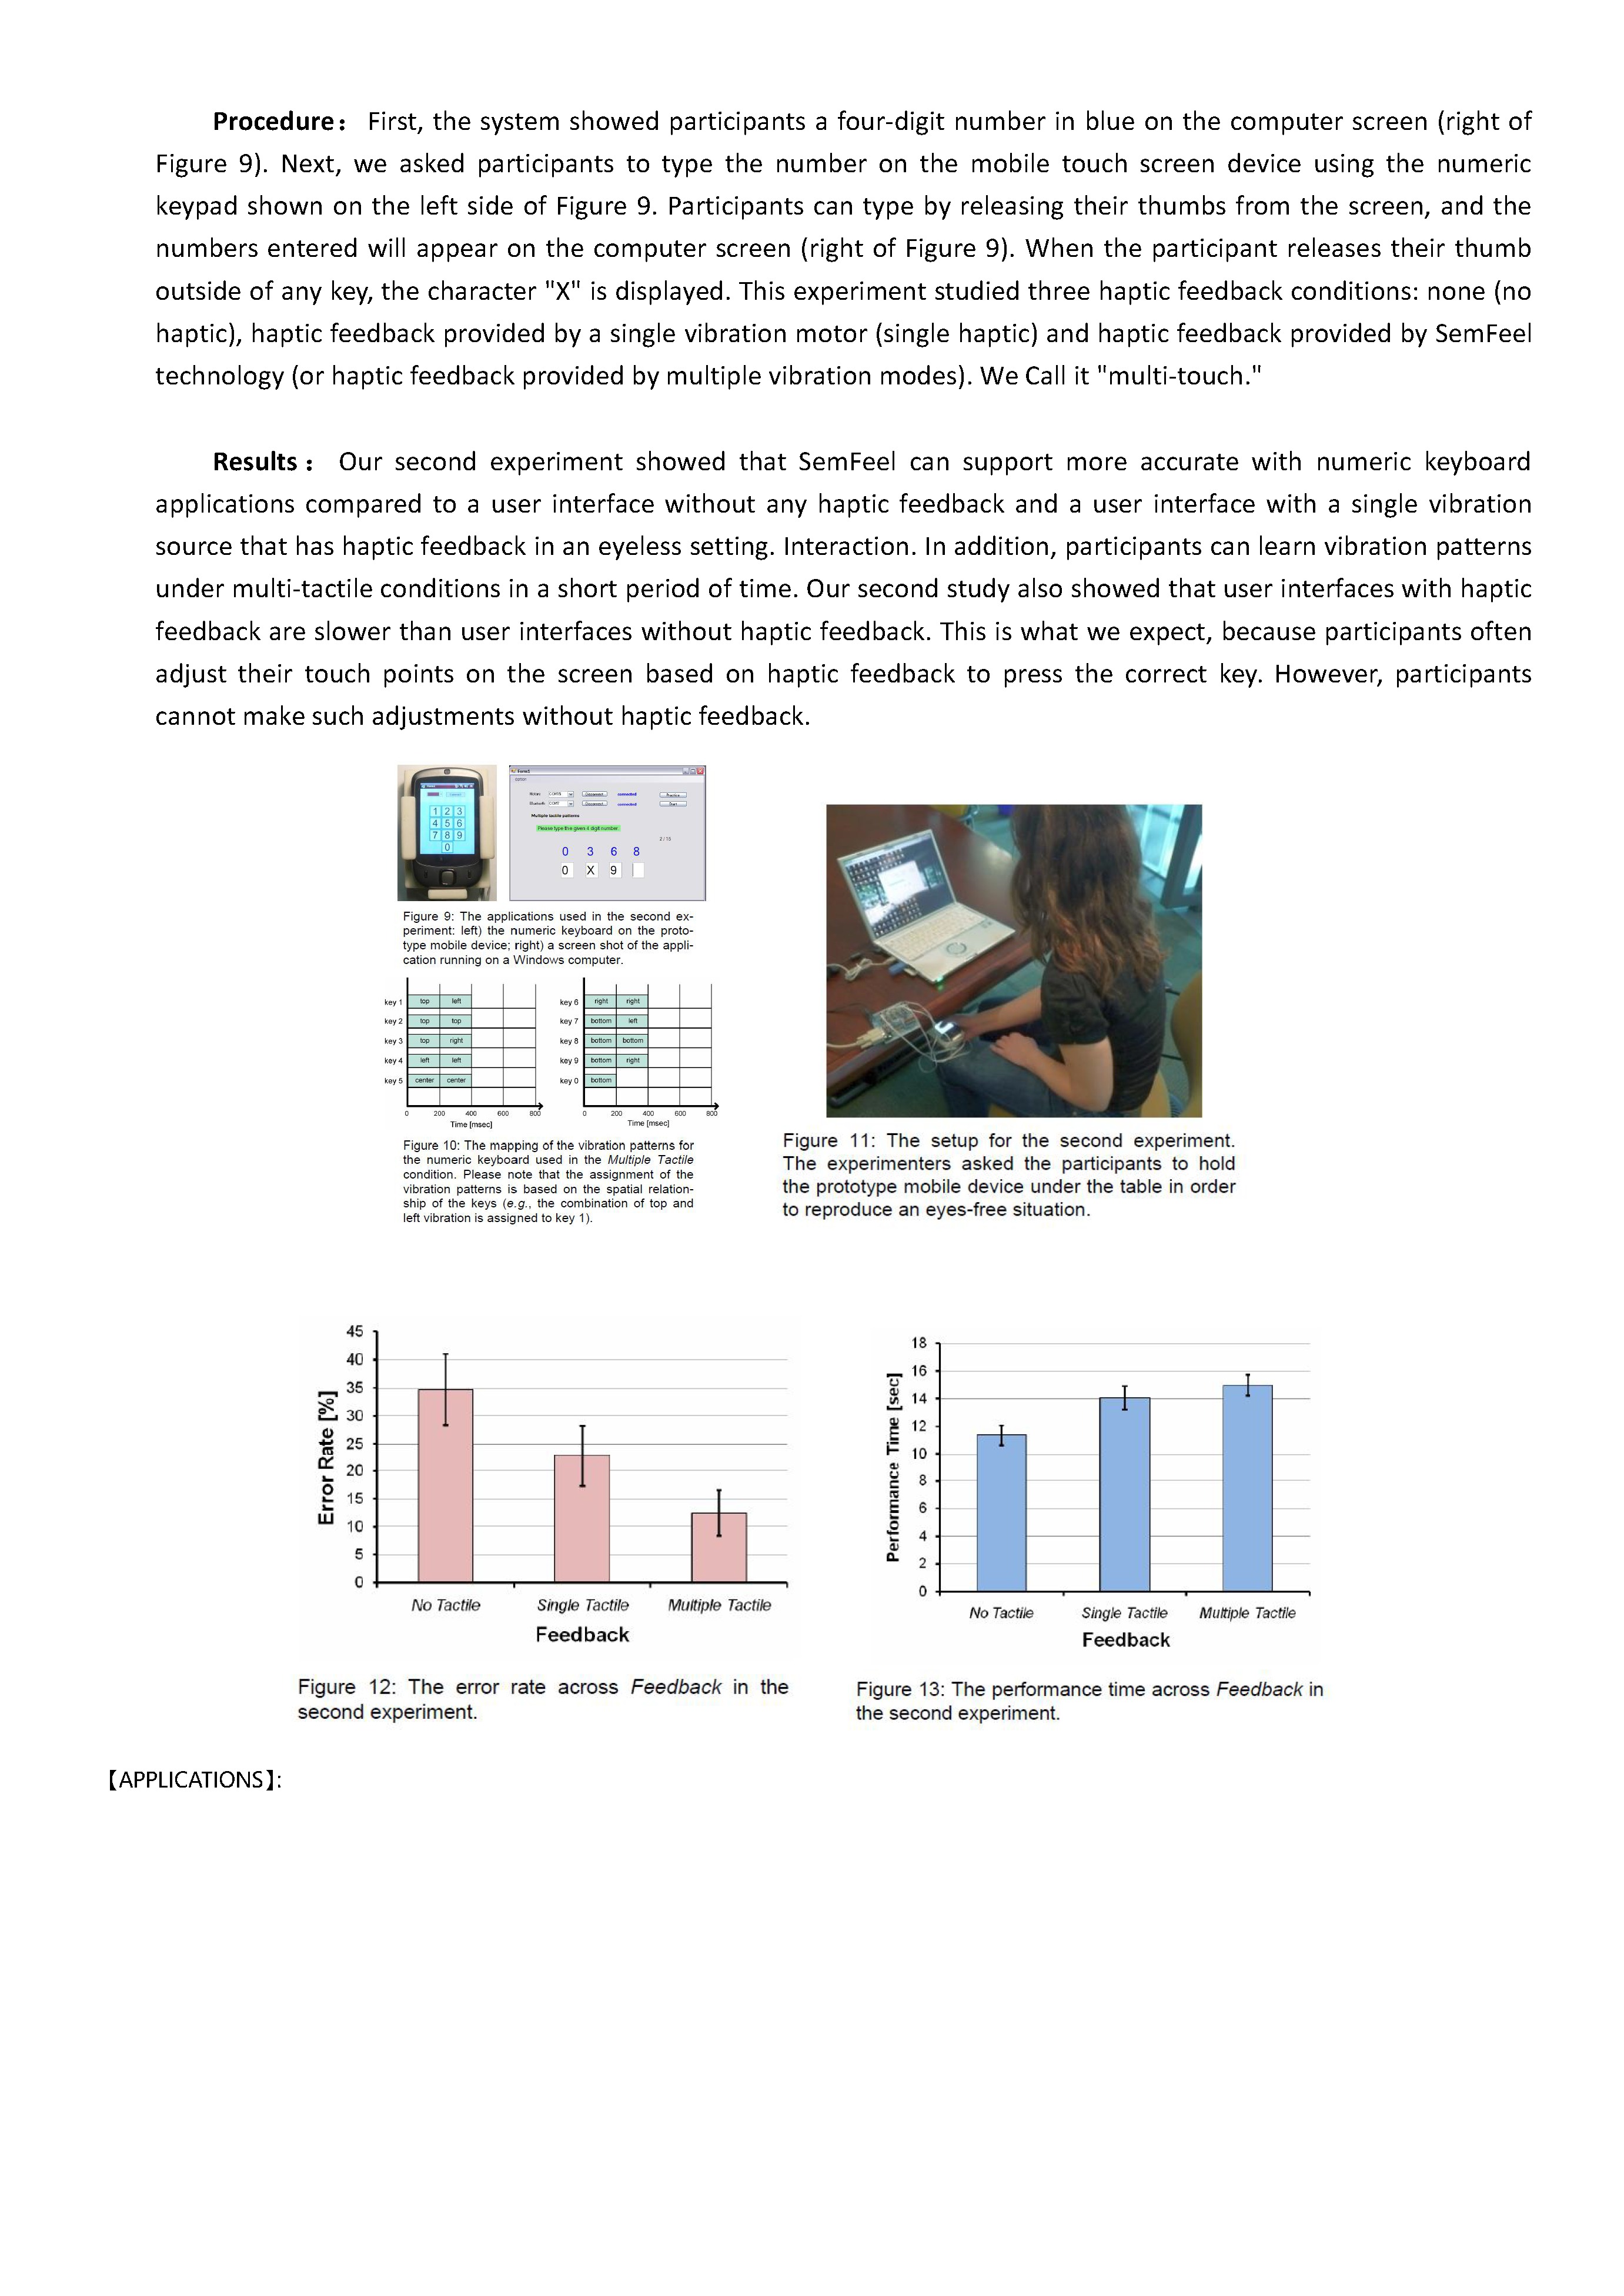 Procedure： First, the system showed participants a four-digit number in blue on the computer screen (right of
Figure 9). Next, we asked participants to type the number on the mobile touch screen device using the numeric
keypad shown on the left side of Figure 9. Participants can type by releasing their thumbs from the screen, and the
numbers entered will appear on the computer screen (right of Figure 9). When the participant releases their thumb
outside of any key, the character "X" is displayed. This experiment studied three haptic feedback conditions: none (no
haptic), haptic feedback provided by a single vibration motor (single haptic) and haptic feedback provided by SemFeel
technology (or haptic feedback provided by multiple vibration modes). We Call it "multi-touch."
Results： Our second experiment showed that SemFeel can support more accurate with numeric keyboard
applications compared to a user interface without any haptic feedback and a user interface with a single vibration
source that has haptic feedback in an eyeless setting. Interaction. In addition, participants can learn vibration patterns
under multi-tactile conditions in a short period of time. Our second study also showed that user interfaces with haptic
feedback are slower than user interfaces without haptic feedback. This is what we expect, because participants often
adjust their touch points on the screen based on haptic feedback to press the correct key. However, participants
cannot make such adjustments without haptic feedback.
1 2 3
4 5 6
7 8 9
0
Form2
Disconnect connected Practice
Disconnect connected Start
Multiple tactile patterns
Please type the given 4 digit number.
2 / 10
0 3 6 8
0 X 9
Figure 9: The applications used in the second ex-
periment: left) the numeric keyboard on the proto-
type mobile device; right) a screen shot of the appli-
cation running on a Windows computer.
key 1 top left
key 2 top top
key 3 top right
key 4 left left
key 5 center center
0 200 400 600 800
Time [msec]
key 6 right right
key 7 bottom left
key 8 bottom bottom
key 9 bottom right
key 0 bottom
0 200 400 600 800
Time [msec]
Figure 10: The mapping of the vibration patterns for
the numeric keyboard used in the Multiple Tactile
condition. Please note that the assignment of the
vibration patterns is based on the spatial relation-
ship of the keys (e.g., the combination of top and
left vibration is assigned to key 1).
Figure 11: The setup for the second experiment.
The experimenters asked the participants to hold
the prototype mobile device under the table in order
to reproduce an eyes-free situation.
Error Rate [%]
45
40
35
30
25
20
15
10
5
0
No Tactile Single Tactile Multiple Tactile
Feedback
Figure 12: The error rate across Feedback in the
second experiment.
Performance Time [sec]
18
16
14
12
10
8
6
4
2
0
No Tactile Single Tactile Multiple Tactile
Feedback
Figure 13: The performance time across Feedback in
the second experiment.
【APPLICATIONS】: